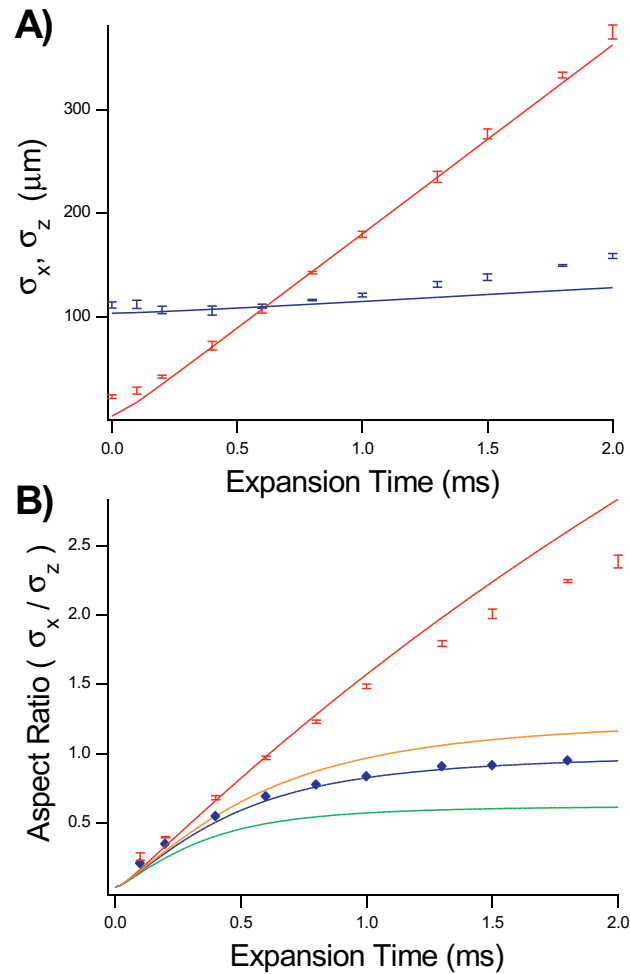 A)
300
200
100
σx, σz (μm)
0.0 0.5 1.0 1.5 2.0
Expansion Time (ms)
B)
2.5
2.0
1.5
1.0
0.5
Aspect Ratio ( σx / σz )
0.0 0.5 1.0 1.5 2.0
Expansion Time (ms)